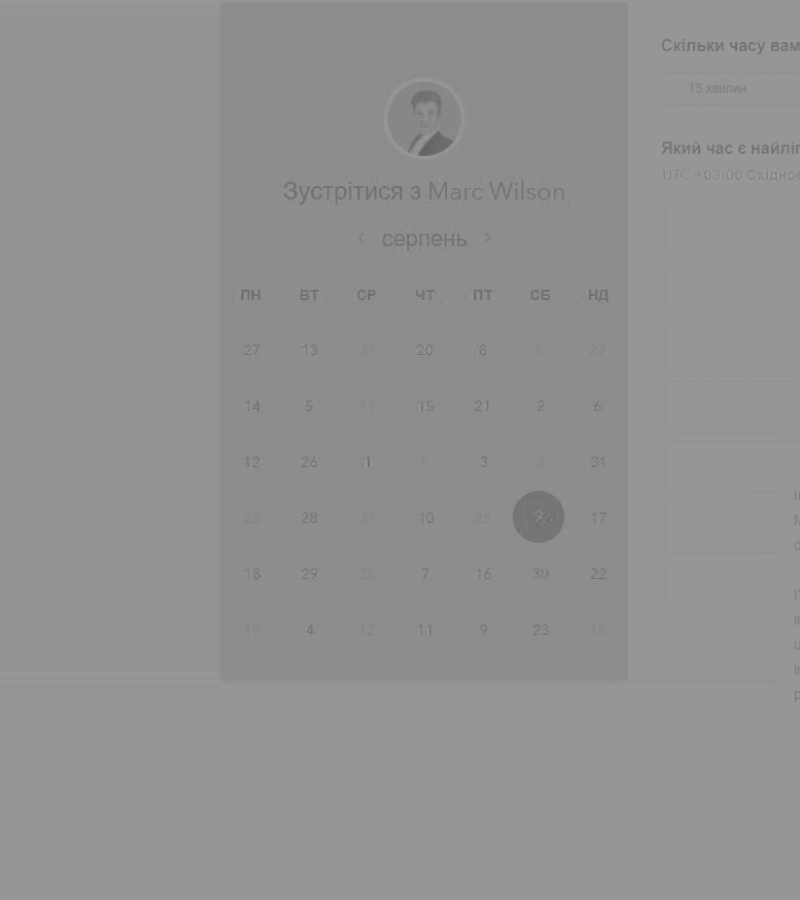 Зустрітися з Marc Wilson
‹ серпень ›
ПН ВТ СР ЧТ ПТ СБ НД
27 13 31 20 8 5 27
14 5 11 15 21 2 6
12 26 1 5 3 8 31
26 28 31 10 25 17
18 29 28 7 16 30 22
19 4 12 11 9 23 18
Скільки часу вам
15 хвилин
Який час є найліп
UTC +03:00 Східноє